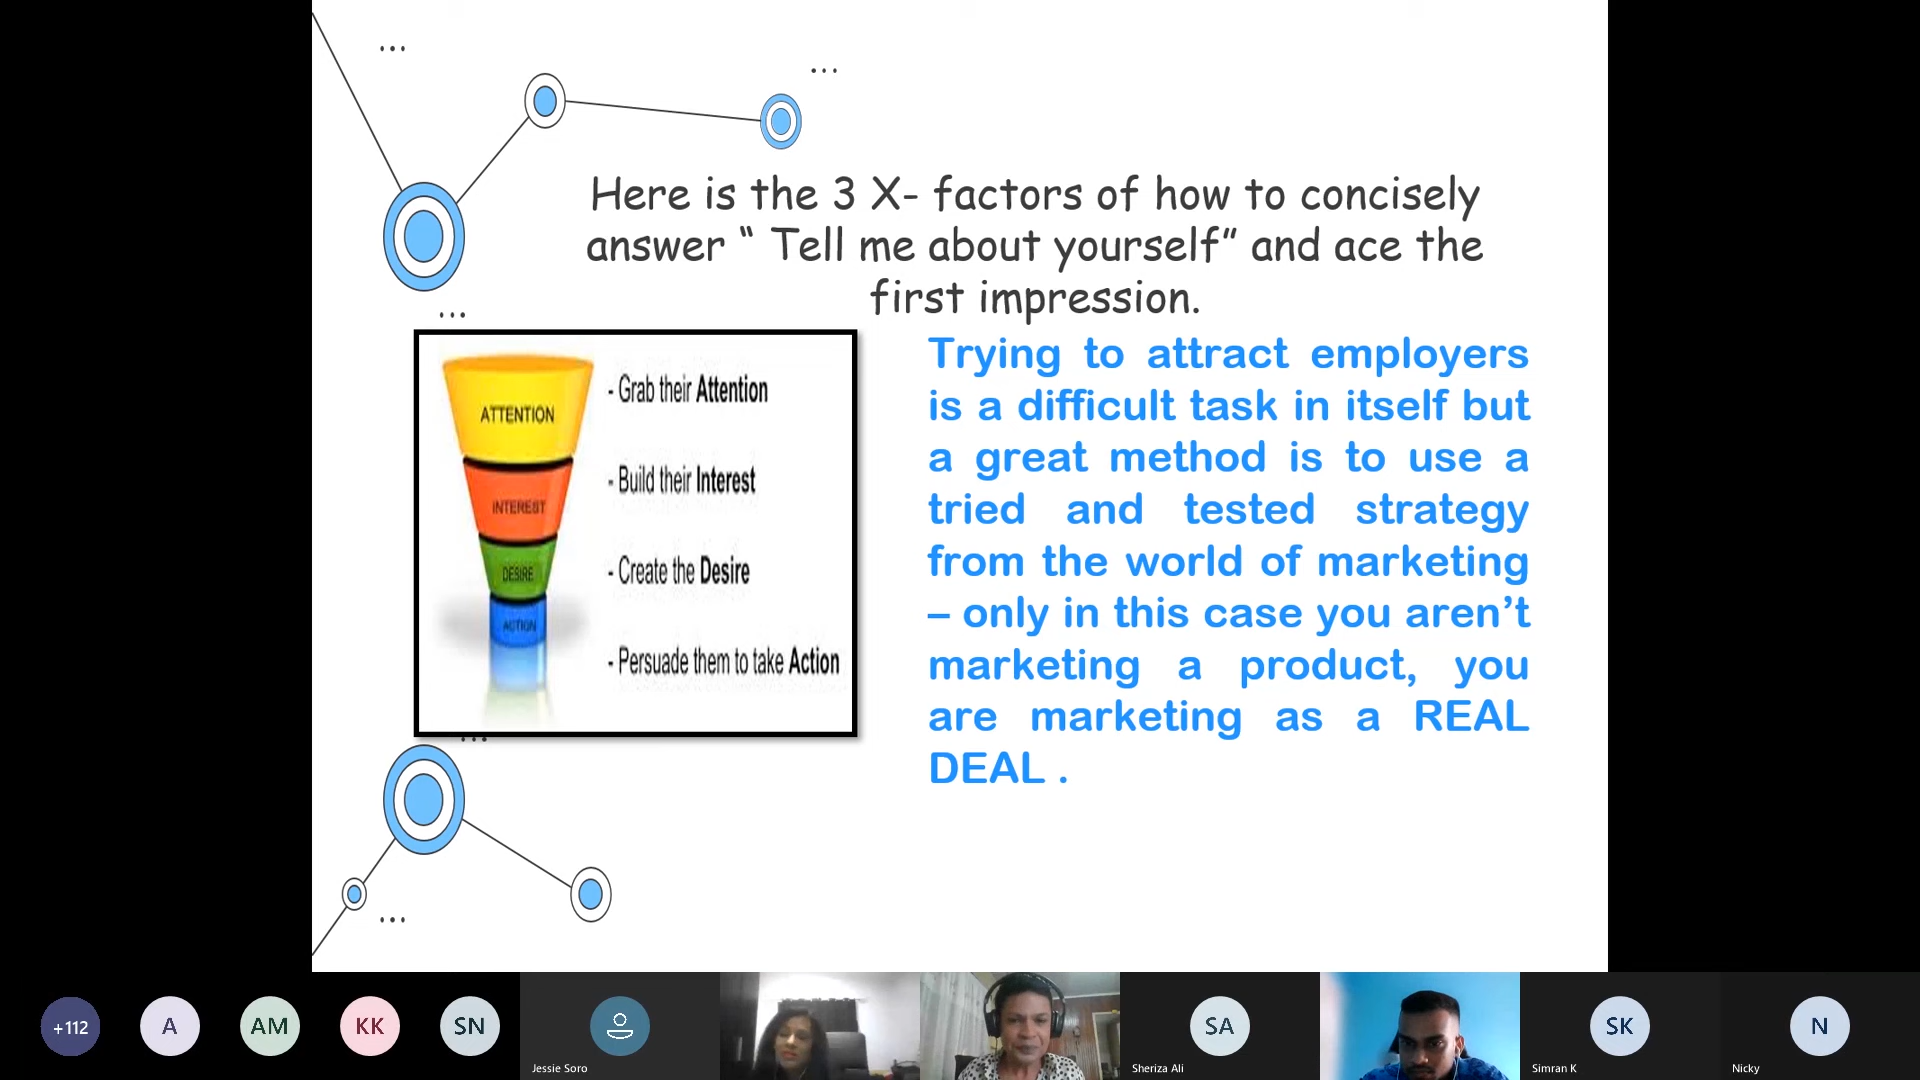 Here is the 3 X- factors of how to concisely
answer “ Tell me about yourself” and ace the
first impression.
ATTENTION
INTEREST
DESIRE
ACTION
- Grab their Attention
- Build their Interest
- Create the Desire
- Persuade them to take Action
Trying to attract employers
is a difficult task in itself but
a great method is to use a
tried and tested strategy
from the world of marketing
– only in this case you aren’t
marketing a product, you
are marketing as a REAL
DEAL .
+112
A
AM
KK
SN
Jessie Soro
SA
Sheriza Ali
SK
Simran K
N
Nicky